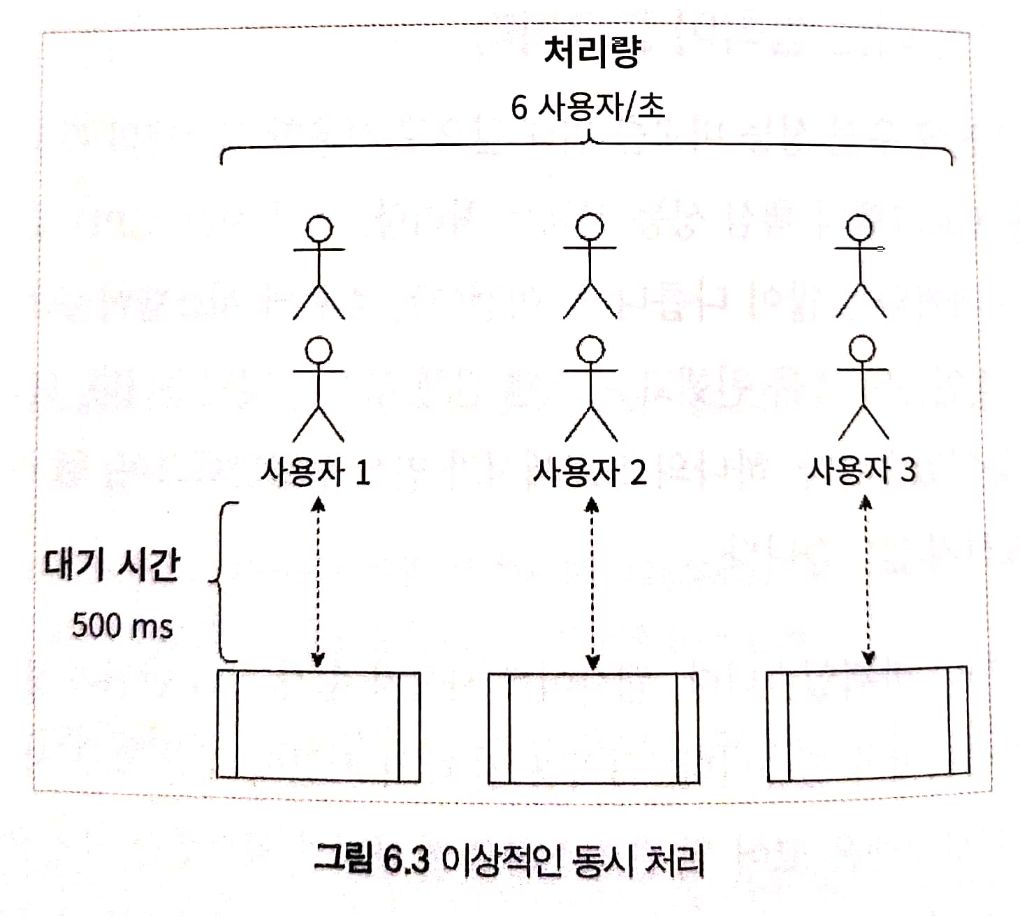 처리량
6 사용자/초
사용자 1
사용자 2
사용자 3
대기 시간
500 ms
그림 6.3 이상적인 동시 처리